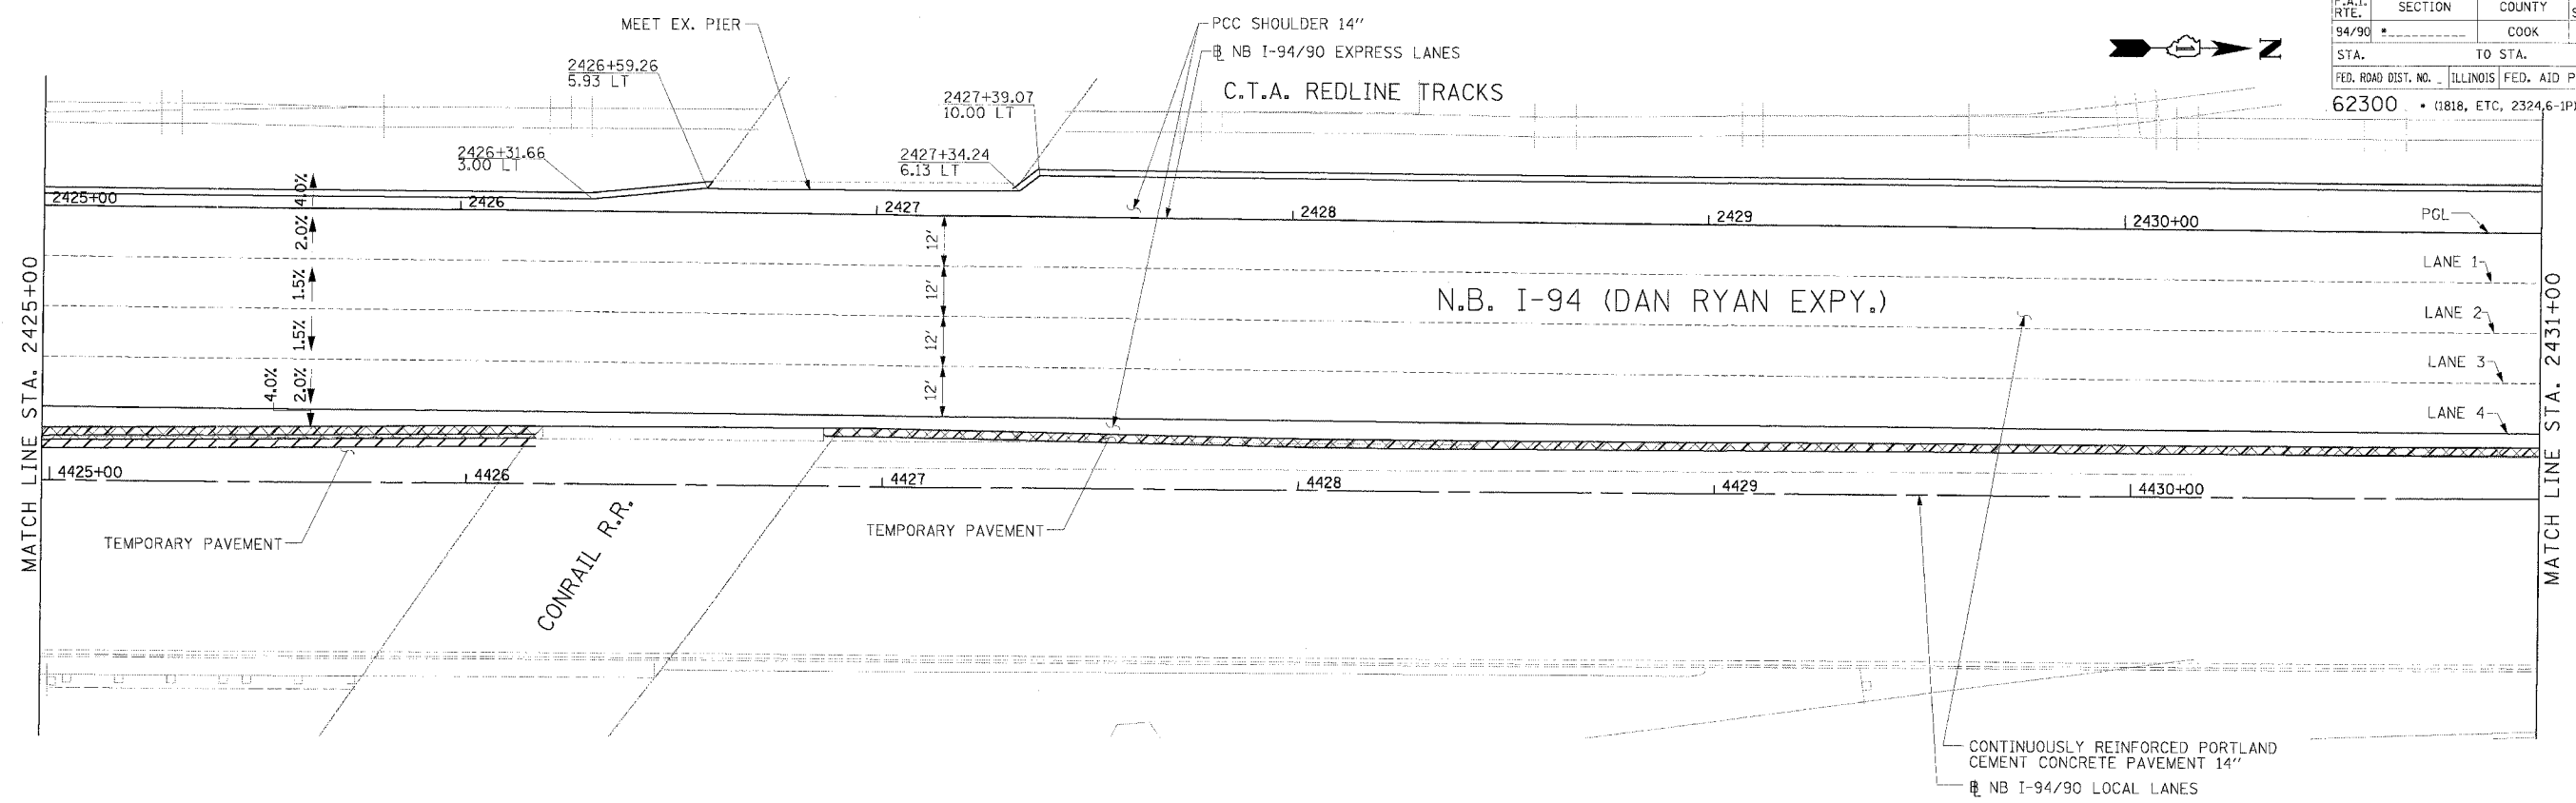 MEET EX. PIER
PCC SHOULDER 14"
℄ NB I-94/90 EXPRESS LANES
C.T.A. REDLINE TRACKS
N
RTE.
SECTION
COUNTY
94/90
*
COOK
STA.
TO STA.
FED. ROAD DIST. NO. _
ILLINOIS
FED. AID P
62300
* (1818, ETC, 2324,6-1P)
2426+59.26
5.93 LT
2427+39.07
10.00 LT
2426+31.66
3.00 LT
2427+34.24
6.13 LT
2425+00
2426
2427
2428
2429
2430+00
PGL
4.0%
2.0%
1.5%
1.5%
2.0%
4.0%
12'
12'
12'
12'
LANE 1
LANE 2
LANE 3
LANE 4
N.B. I-94 (DAN RYAN EXPY.)
MATCH LINE STA. 2425+00
MATCH LINE STA. 2431+00
4425+00
4426
4427
4428
4429
4430+00
TEMPORARY PAVEMENT
TEMPORARY PAVEMENT
CONRAIL R.R.
CONTINUOUSLY REINFORCED PORTLAND
CEMENT CONCRETE PAVEMENT 14"
℄ NB I-94/90 LOCAL LANES